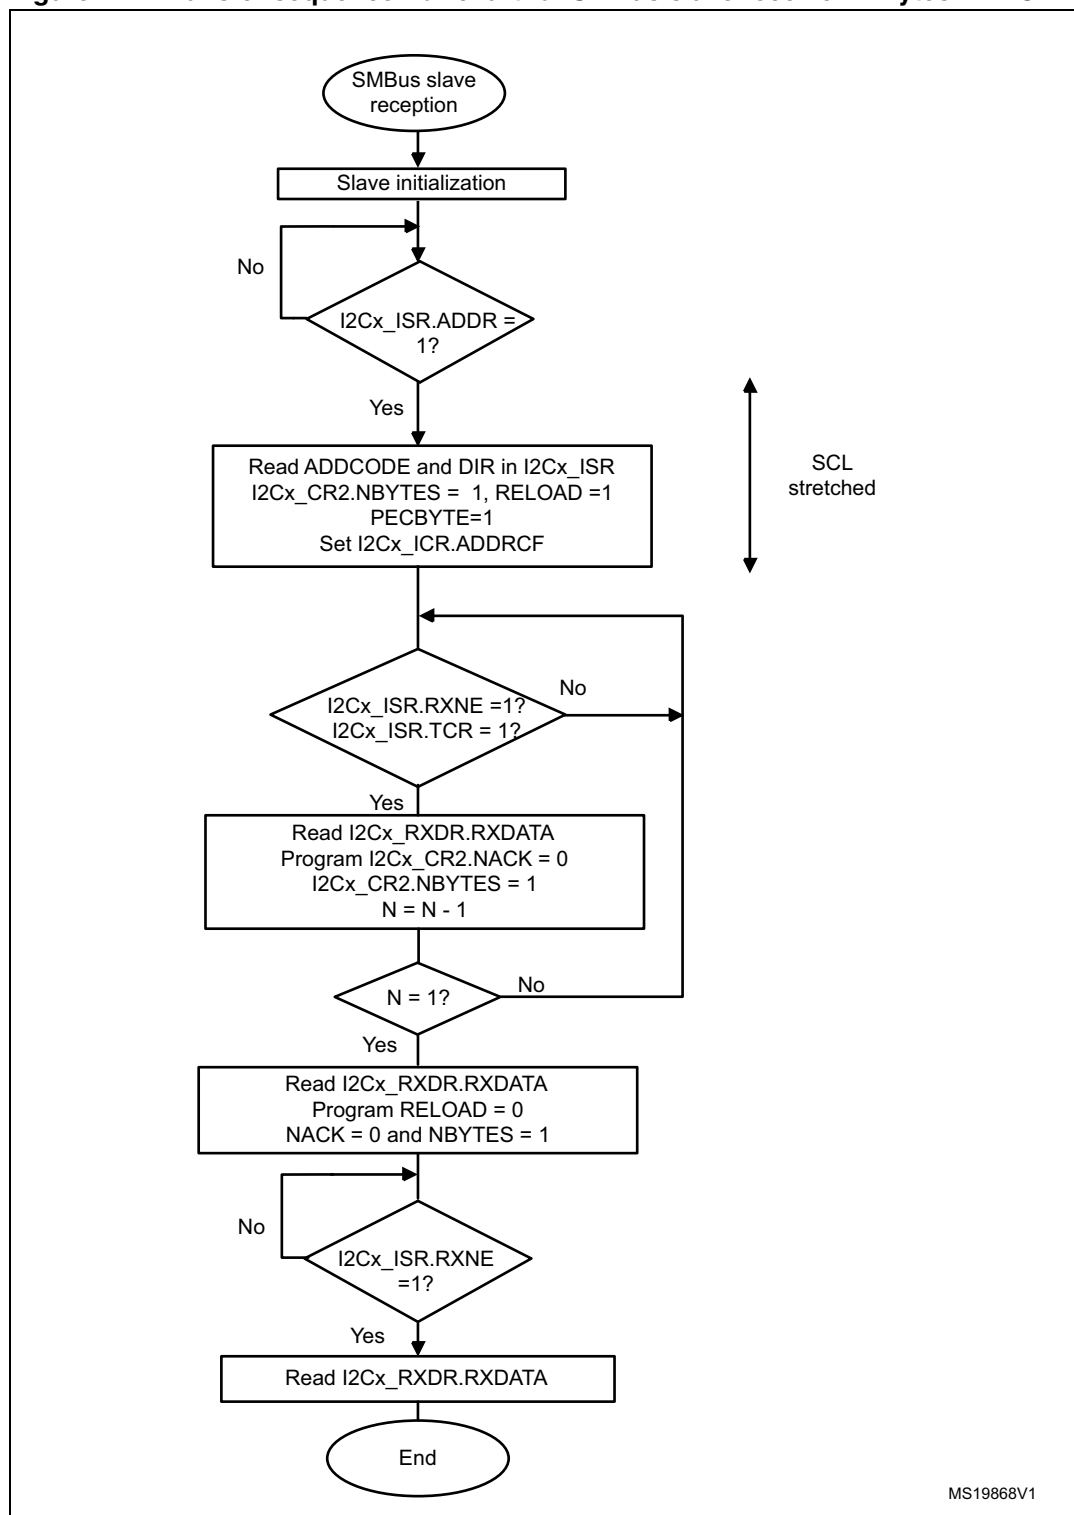 SMBus slave
reception
Slave initialization
No
I2Cx_ISR.ADDR =
1?
Yes
Read ADDCODE and DIR in I2Cx_ISR
I2Cx_CR2.NBYTES = 1, RELOAD =1
PECBYTE=1
Set I2Cx_ICR.ADDRCF
SCL
stretched
I2Cx_ISR.RXNE =1?
I2Cx_ISR.TCR = 1?
No
Yes
Read I2Cx_RXDR.RXDATA
Program I2Cx_CR2.NACK = 0
I2Cx_CR2.NBYTES = 1
N = N - 1
N = 1?
No
Yes
Read I2Cx_RXDR.RXDATA
Program RELOAD = 0
NACK = 0 and NBYTES = 1
No
I2Cx_ISR.RXNE
=1?
Yes
Read I2Cx_RXDR.RXDATA
End
MS19868V1